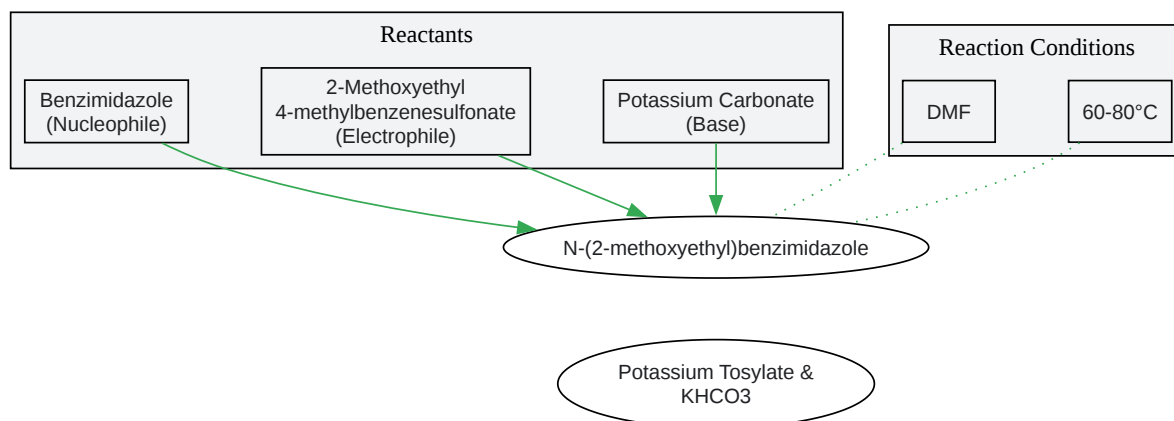 Reactants
Benzimidazole
(Nucleophile)
2-Methoxyethyl
4-methylbenzenesulfonate
(Electrophile)
Potassium Carbonate
(Base)
Reaction Conditions
DMF
60-80°C
N-(2-methoxyethyl)benzimidazole
Potassium Tosylate &
KHCO3